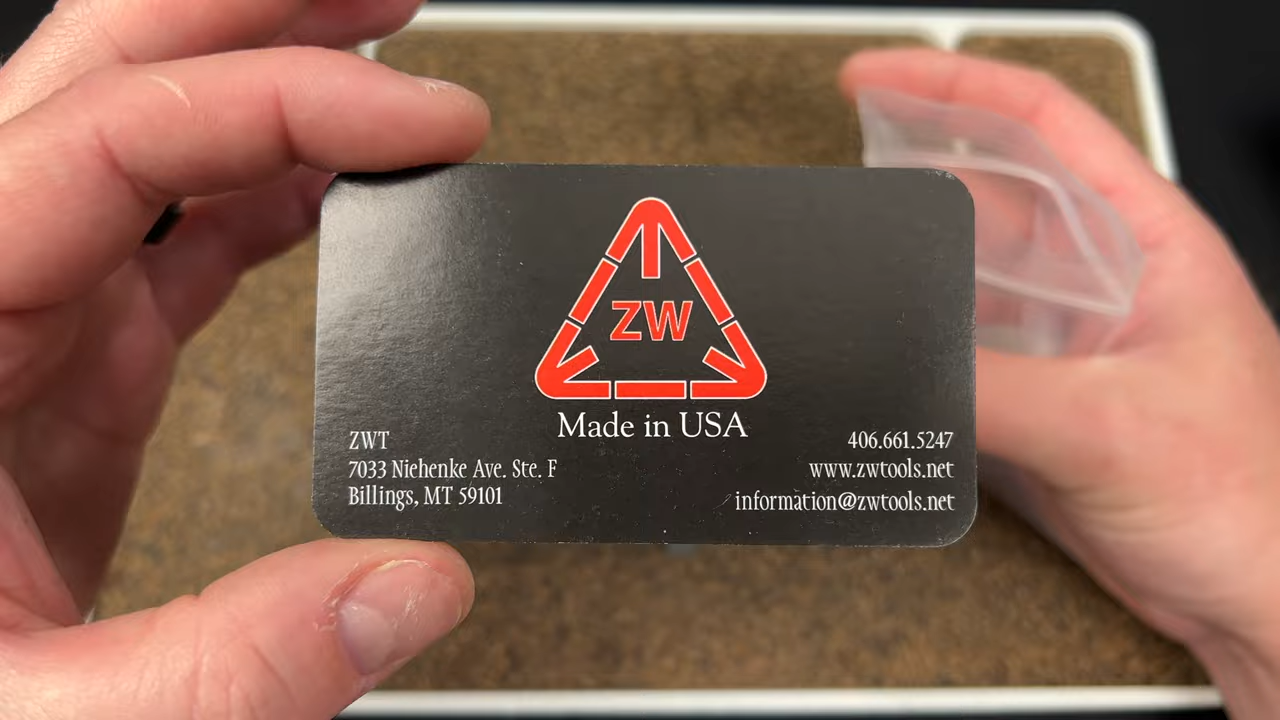 ZW
Made in USA
ZWT
7033 Niehenke Ave. Ste. F
Billings, MT 59101
406.661.5247
www.zwtools.net
information@zwtools.net